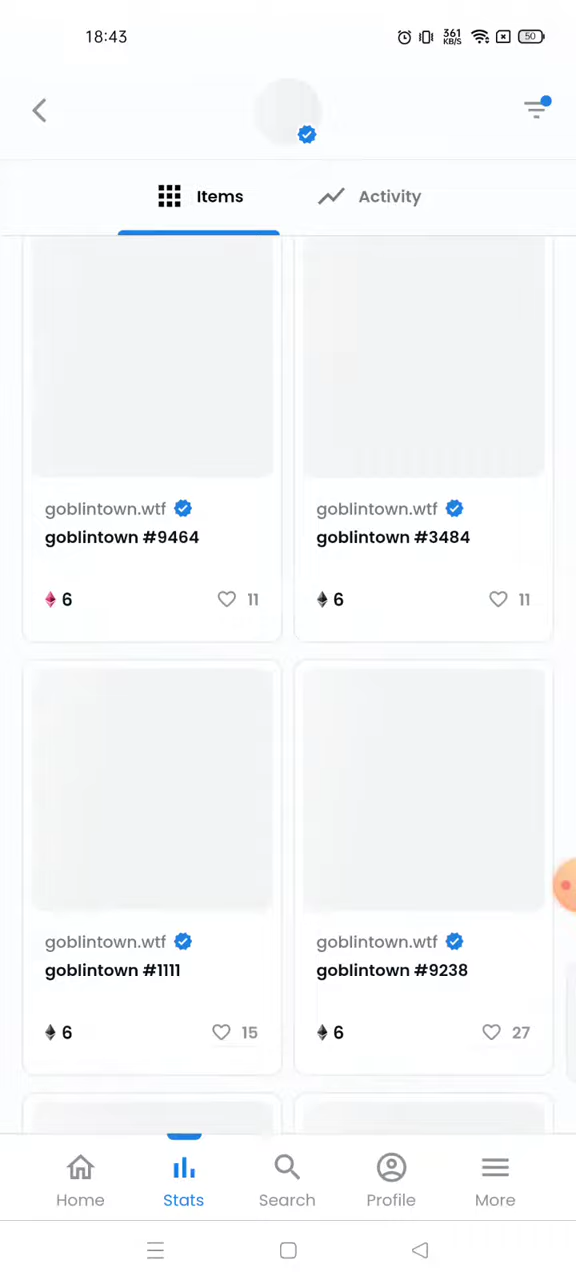 18:43
361
KB/S
50
Items
Activity
goblintown.wtf
goblintown #9464
6
11
goblintown.wtf
goblintown #3484
6
11
goblintown.wtf
goblintown #1111
6
15
goblintown.wtf
goblintown #9238
6
27
Home
Stats
Search
Profile
More